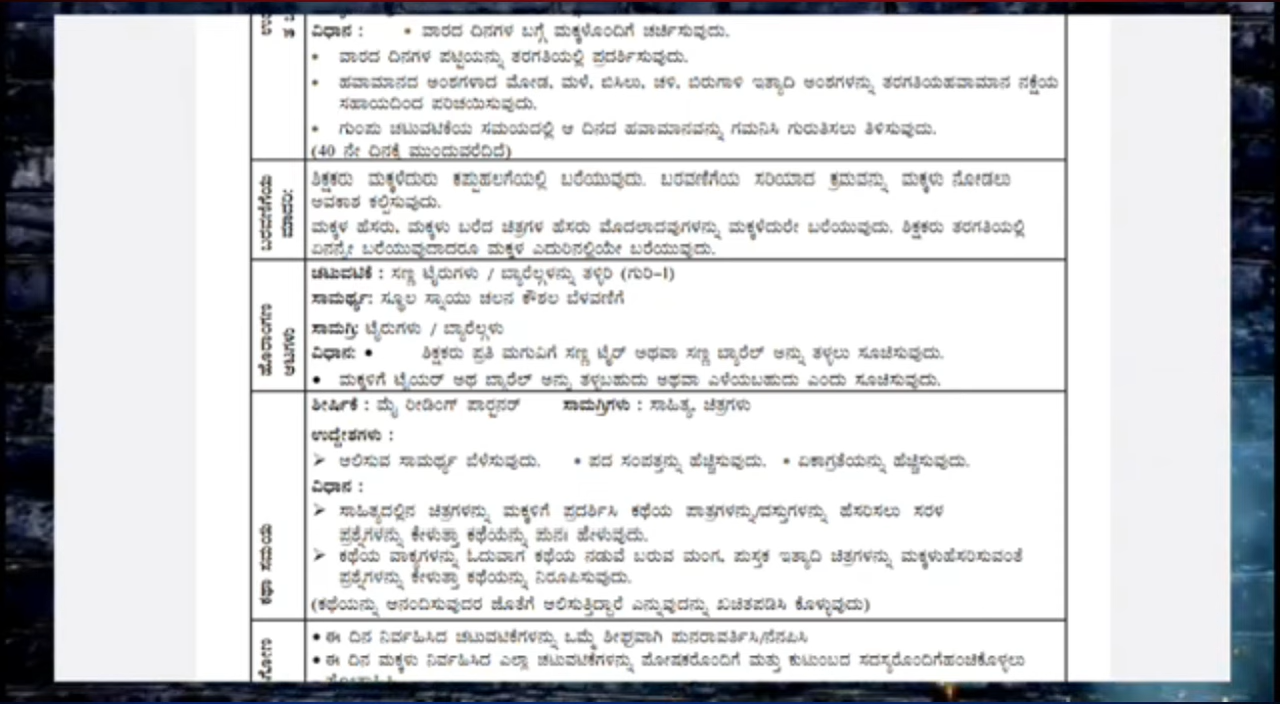 ವಿಧಾನ : • ವಾರದ ದಿನಗಳ ಬಗ್ಗೆ ಮಕ್ಕಳೊಂದಿಗೆ ಚರ್ಚಿಸುವುದು.
• ವಾರದ ದಿನಗಳ ಪಟ್ಟಿಯನ್ನು ತರಗತಿಯಲ್ಲಿ ಪ್ರದರ್ಶಿಸುವುದು.
• ಹವಾಮಾನದ ಅಂಶಗಳಾದ ಮೋಡ, ಮಳೆ, ಬಿಸಿಲು, ಚಳಿ, ಬಿರುಗಾಳಿ ಇತ್ಯಾದಿ ಅಂಶಗಳನ್ನು ತರಗತಿಯಹವಾಮಾನ ನಕ್ಷೆಯ
ಸಹಾಯದಿಂದ ಪರಿಚಯಿಸುವುದು.
• ಗುಂಪು ಚಟುವಟಿಕೆಯ ಸಮಯದಲ್ಲಿ ಆ ದಿನದ ಹವಾಮಾನವನ್ನು ಗಮನಿಸಿ ಗುರುತಿಸಲು ತಿಳಿಸುವುದು.
(40 ನೇ ದಿನಕ್ಕೆ ಮುಂದುವರೆದಿದೆ)
ಬರವಣಿಗೆಯ
ಮಾದರಿ:
ಶಿಕ್ಷಕರು ಮಕ್ಕಳೆದುರು ಕಪ್ಪುಹಲಗೆಯಲ್ಲಿ ಬರೆಯುವುದು. ಬರವಣಿಗೆಯ ಸರಿಯಾದ ಕ್ರಮವನ್ನು ಮಕ್ಕಳು ನೋಡಲು
ಅವಕಾಶ ಕಲ್ಪಿಸುವುದು.
ಮಕ್ಕಳ ಹೆಸರು, ಮಕ್ಕಳು ಬರೆದ ಚಿತ್ರಗಳ ಹೆಸರು ಮೊದಲಾದವುಗಳನ್ನು ಮಕ್ಕಳೆದುರೇ ಬರೆಯುವುದು. ಶಿಕ್ಷಕರು ತರಗತಿಯಲ್ಲಿ
ಏನನ್ನೇ ಬರೆಯುವುದಾದರೂ ಮಕ್ಕಳ ಎದುರಿನಲ್ಲಿಯೇ ಬರೆಯುವುದು.
ಹೊರಾಂಗಣ
ಆಟಗಳು
ಚಟುವಟಿಕೆ : ಸಣ್ಣ ಟೈರುಗಳು / ಬ್ಯಾರೆಲ್ಗಳನ್ನು ತಳ್ಳಿರಿ (ಗುರಿ–1)
ಸಾಮರ್ಥ್ಯ: ಸ್ಥೂಲ ಸ್ನಾಯು ಚಲನ ಕೌಶಲ ಬೆಳವಣಿಗೆ
ಸಾಮಗ್ರಿ: ಟೈರುಗಳು / ಬ್ಯಾರೆಲ್ಗಳು
ವಿಧಾನ: • ಶಿಕ್ಷಕರು ಪ್ರತಿ ಮಗುವಿಗೆ ಸಣ್ಣ ಟೈರ್ ಅಥವಾ ಸಣ್ಣ ಬ್ಯಾರೆಲ್ ಅನ್ನು ತಳ್ಳಲು ಸೂಚಿಸುವುದು.
• ಮಕ್ಕಳಿಗೆ ಟೈಯರ್ ಅಥ ಬ್ಯಾರೆಲ್ ಅನ್ನು ತಳ್ಳಬಹುದು ಅಥವಾ ಎಳೆಯಬಹುದು ಎಂದು ಸೂಚಿಸುವುದು.
ಕಥಾ ಸಮಯ
ಶೀರ್ಷಿಕೆ : ಮೈ ರೀಡಿಂಗ್ ಪಾರ್‍ಟನರ್ ಸಾಮಗ್ರಿಗಳು : ಸಾಹಿತ್ಯ, ಚಿತ್ರಗಳು
ಉದ್ದೇಶಗಳು :
➢ ಆಲಿಸುವ ಸಾಮರ್ಥ್ಯ ಬೆಳೆಸುವುದು. • ಪದ ಸಂಪತ್ತನ್ನು ಹೆಚ್ಚಿಸುವುದು. • ಏಕಾಗ್ರತೆಯನ್ನು ಹೆಚ್ಚಿಸುವುದು.
ವಿಧಾನ :
➢ ಸಾಹಿತ್ಯದಲ್ಲಿನ ಚಿತ್ರಗಳನ್ನು ಮಕ್ಕಳಿಗೆ ಪ್ರದರ್ಶಿಸಿ ಕಥೆಯ ಪಾತ್ರಗಳನ್ನು/ವಸ್ತುಗಳನ್ನು ಹೆಸರಿಸಲು ಸರಳ
ಪ್ರಶ್ನೆಗಳನ್ನು ಕೇಳುತ್ತಾ ಕಥೆಯನ್ನು ಪುನಃ ಹೇಳುವುದು.
➢ ಕಥೆಯ ವಾಕ್ಯಗಳನ್ನು ಓದುವಾಗ ಕಥೆಯ ನಡುವೆ ಬರುವ ಮಂಗ, ಪುಸ್ತಕ ಇತ್ಯಾದಿ ಚಿತ್ರಗಳನ್ನು ಮಕ್ಕಳುಹೆಸರಿಸುವಂತೆ
ಪ್ರಶ್ನೆಗಳನ್ನು ಕೇಳುತ್ತಾ ಕಥೆಯನ್ನು ನಿರೂಪಿಸುವುದು.
(ಕಥೆಯನ್ನು ಆನಂದಿಸುವುದರ ಜೊತೆಗೆ ಆಲಿಸುತ್ತಿದ್ದಾರೆ ಎನ್ನುವುದನ್ನು ಖಚಿತಪಡಿಸಿ ಕೊಳ್ಳುವುದು)
• ಈ ದಿನ ನಿರ್ವಹಿಸಿದ ಚಟುವಟಿಕೆಗಳನ್ನು ಒಮ್ಮೆ ಶೀಘ್ರವಾಗಿ ಪುನರಾವರ್ತಿಸಿ/ನೆನಪಿಸಿ
• ಈ ದಿನ ಮಕ್ಕಳು ನಿರ್ವಹಿಸಿದ ಎಲ್ಲಾ ಚಟುವಟಿಕೆಗಳನ್ನು ಪೋಷಕರೊಂದಿಗೆ ಮತ್ತು ಕುಟುಂಬದ ಸದಸ್ಯರೊಂದಿಗೆಹಂಚಿಕೊಳ್ಳಲು